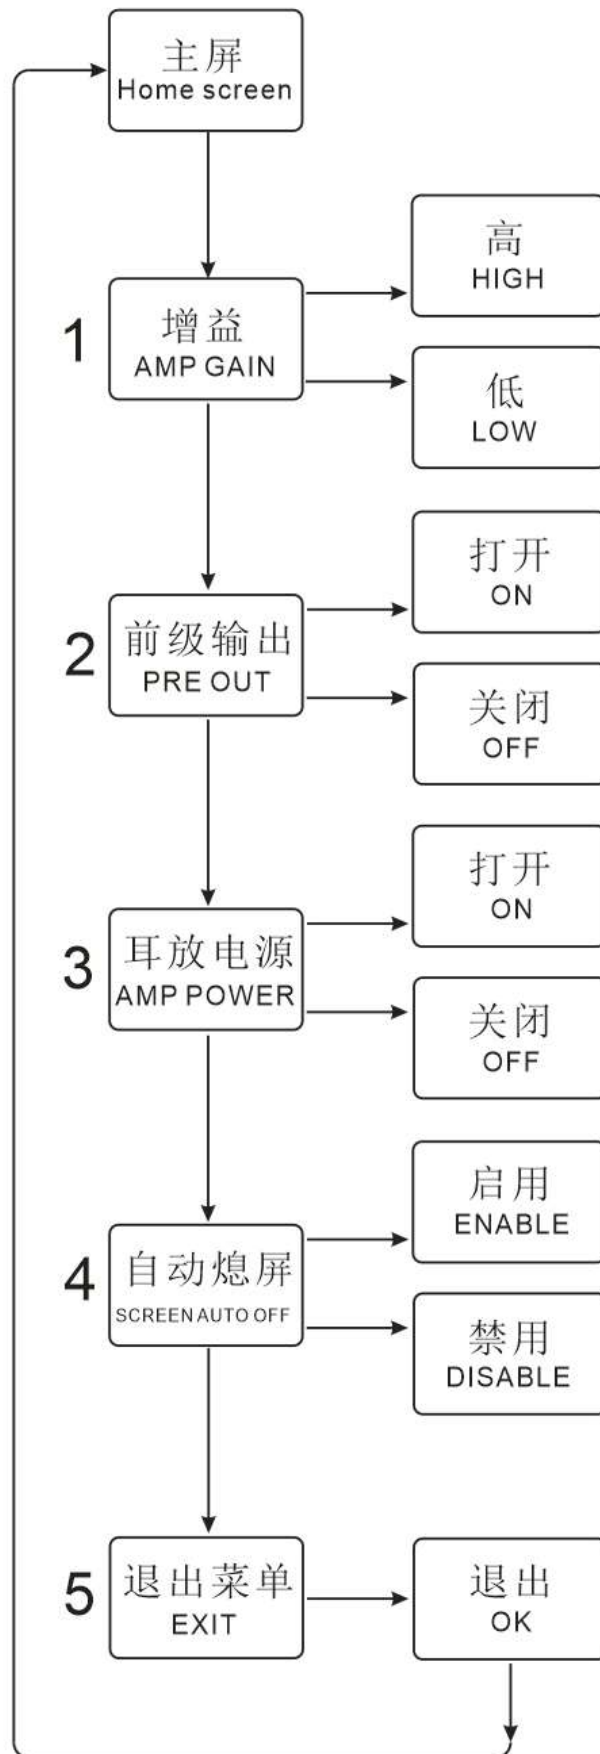 主屏
Home screen
高
HIGH
1
增益
AMP GAIN
低
LOW
打开
ON
2
前级输出
PRE OUT
关闭
OFF
打开
ON
3
耳放电源
AMP POWER
关闭
OFF
启用
ENABLE
4
自动熄屏
SCREEN AUTO OFF
禁用
DISABLE
5
退出菜单
EXIT
退出
OK